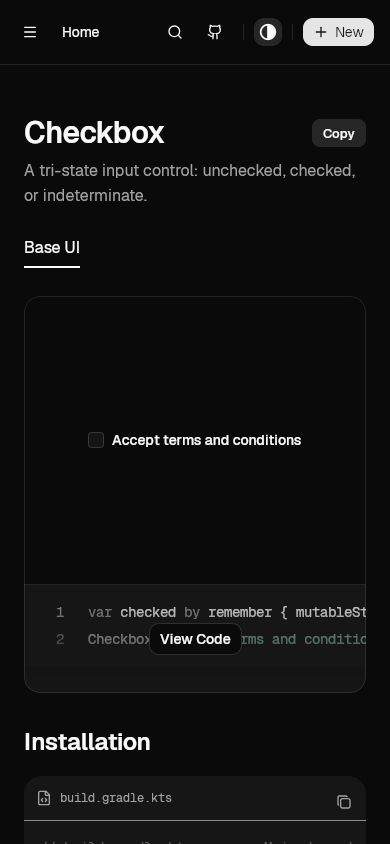 Home
New
Checkbox
Copy
A tri-state input control: unchecked, checked,
or indeterminate.
Base UI
Accept terms and conditions
1 var checked by remember { mutableSt
2 Checkbox
View Code
rms and conditio
Installation
build.gradle.kts